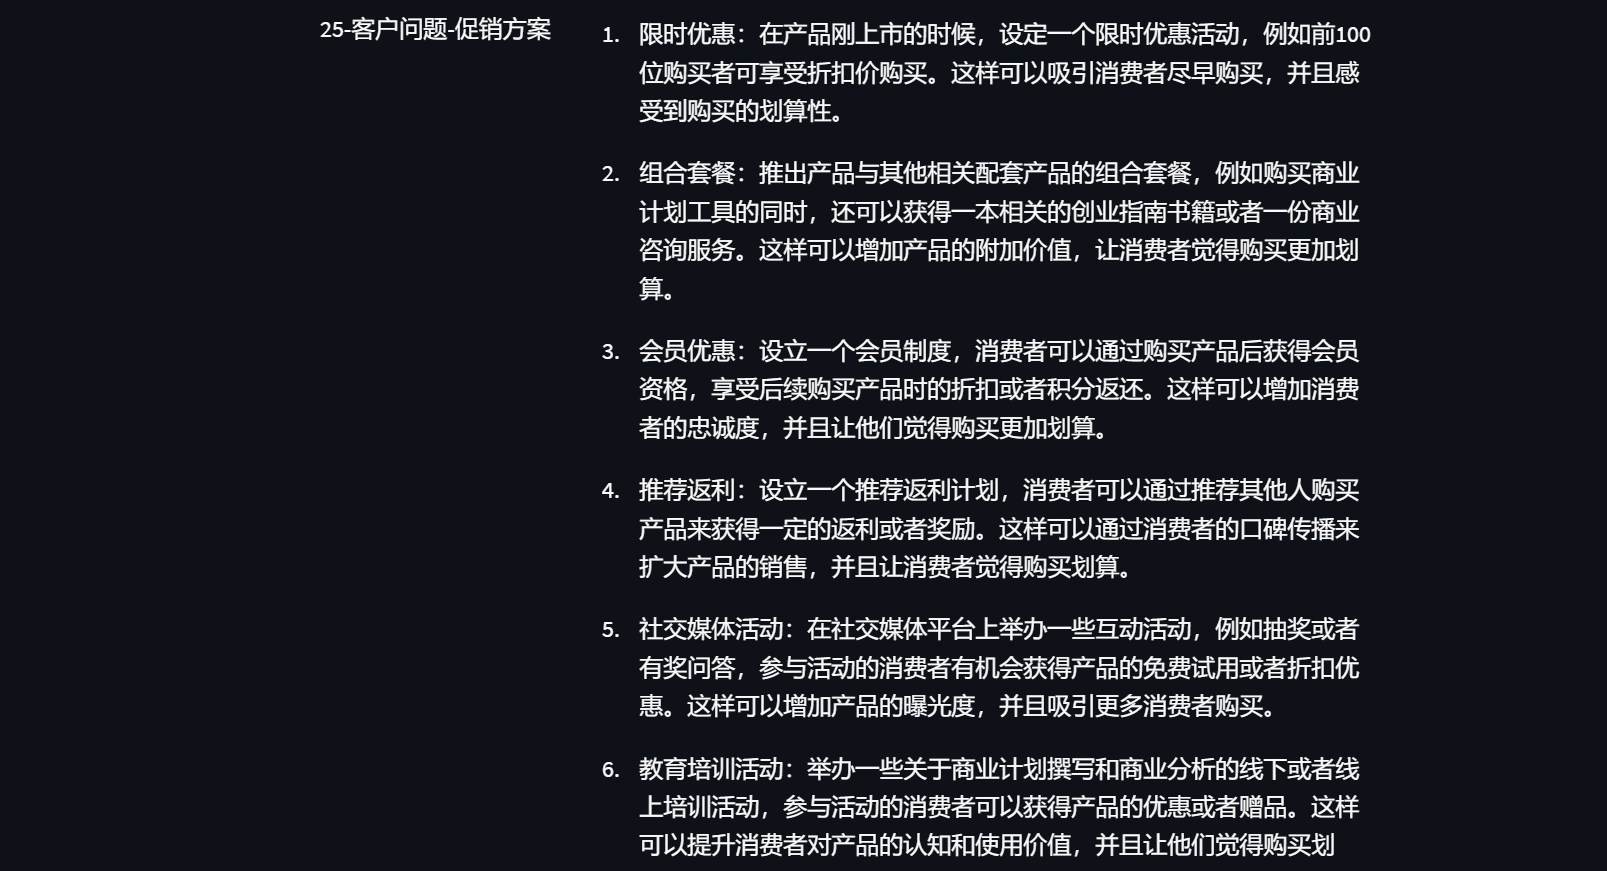 25-客户问题-促销方案
1. 限时优惠：在产品刚上市的时候，设定一个限时优惠活动，例如前100
位购买者可享受折扣价购买。这样可以吸引消费者尽早购买，并且感
受到购买的划算性。
2. 组合套餐：推出产品与其他相关配套产品的组合套餐，例如购买商业
计划工具的同时，还可以获得一本相关的创业指南书籍或者一份商业
咨询服务。这样可以增加产品的附加价值，让消费者觉得购买更加划
算。
3. 会员优惠：设立一个会员制度，消费者可以通过购买产品后获得会员
资格，享受后续购买产品时的折扣或者积分返还。这样可以增加消费
者的忠诚度，并且让他们觉得购买更加划算。
4. 推荐返利：设立一个推荐返利计划，消费者可以通过推荐其他人购买
产品来获得一定的返利或者奖励。这样可以通过消费者的口碑传播来
扩大产品的销售，并且让消费者觉得购买划算。
5. 社交媒体活动：在社交媒体平台上举办一些互动活动，例如抽奖或者
有奖问答，参与活动的消费者有机会获得产品的免费试用或者折扣优
惠。这样可以增加产品的曝光度，并且吸引更多消费者购买。
6. 教育培训活动：举办一些关于商业计划撰写和商业分析的线下或者线
上培训活动，参与活动的消费者可以获得产品的优惠或者赠品。这样
可以提升消费者对产品的认知和使用价值，并且让他们觉得购买划